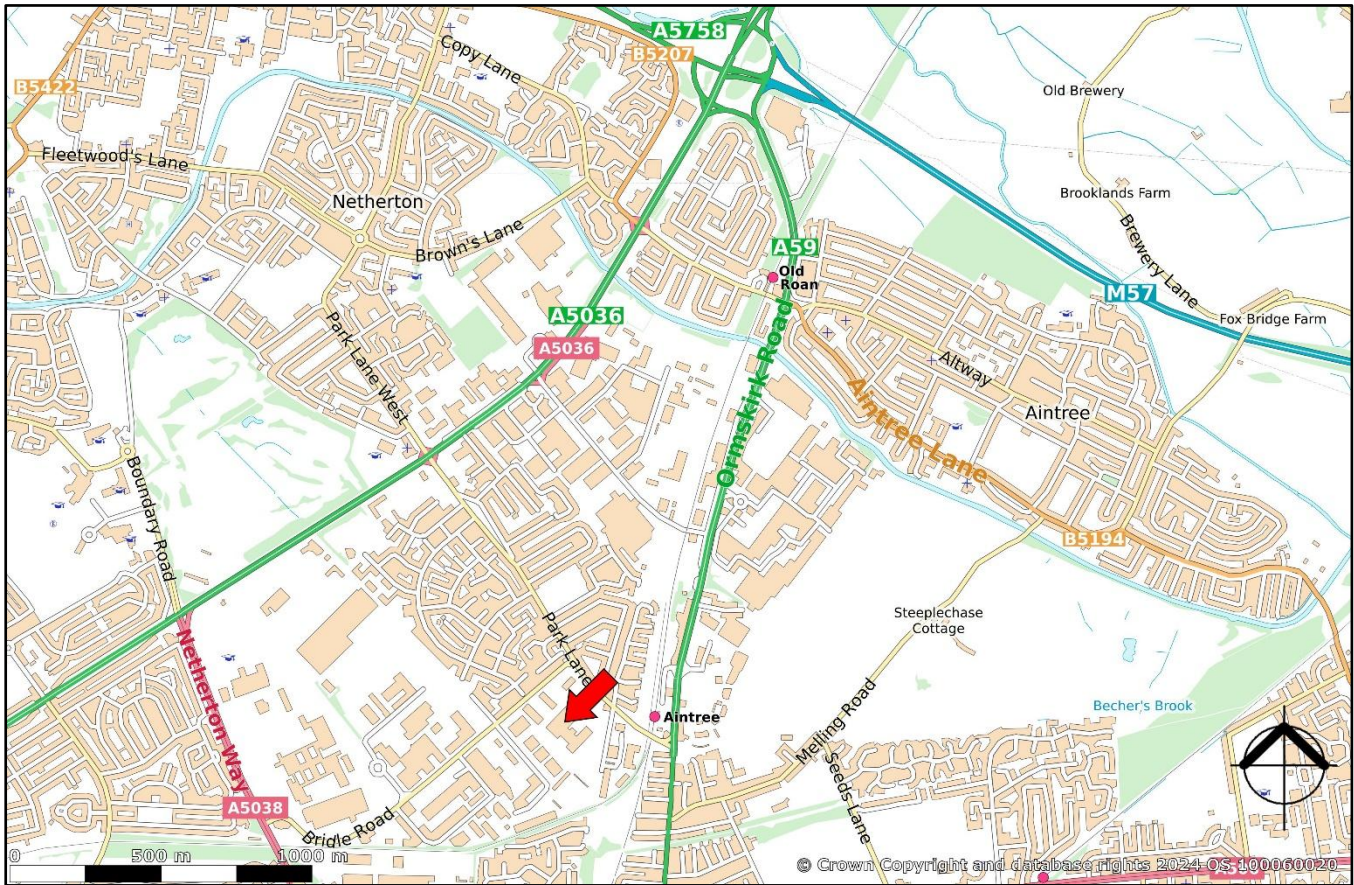 A5758
B5207
Copy Lane
B5422
Old Brewery
Fleetwood's Lane
Netherton
Brooklands Farm
Brown's Lane
Brewery Lane
A59
Old
Roan
M57
A5036
A5036
Fox Bridge Farm
Park Lane West
Ormskirk Road
Altway
Aintree Lane
Aintree
Boundary Road
B5194
Steeplechase
Cottage
Park Lane
Netherton Way
Aintree
Becher's Brook
Melling Road
Seeds Lane
A5038
Bridle Road
0 500 m 1000 m
© Crown Copyright and database rights 2024 OS 100060020